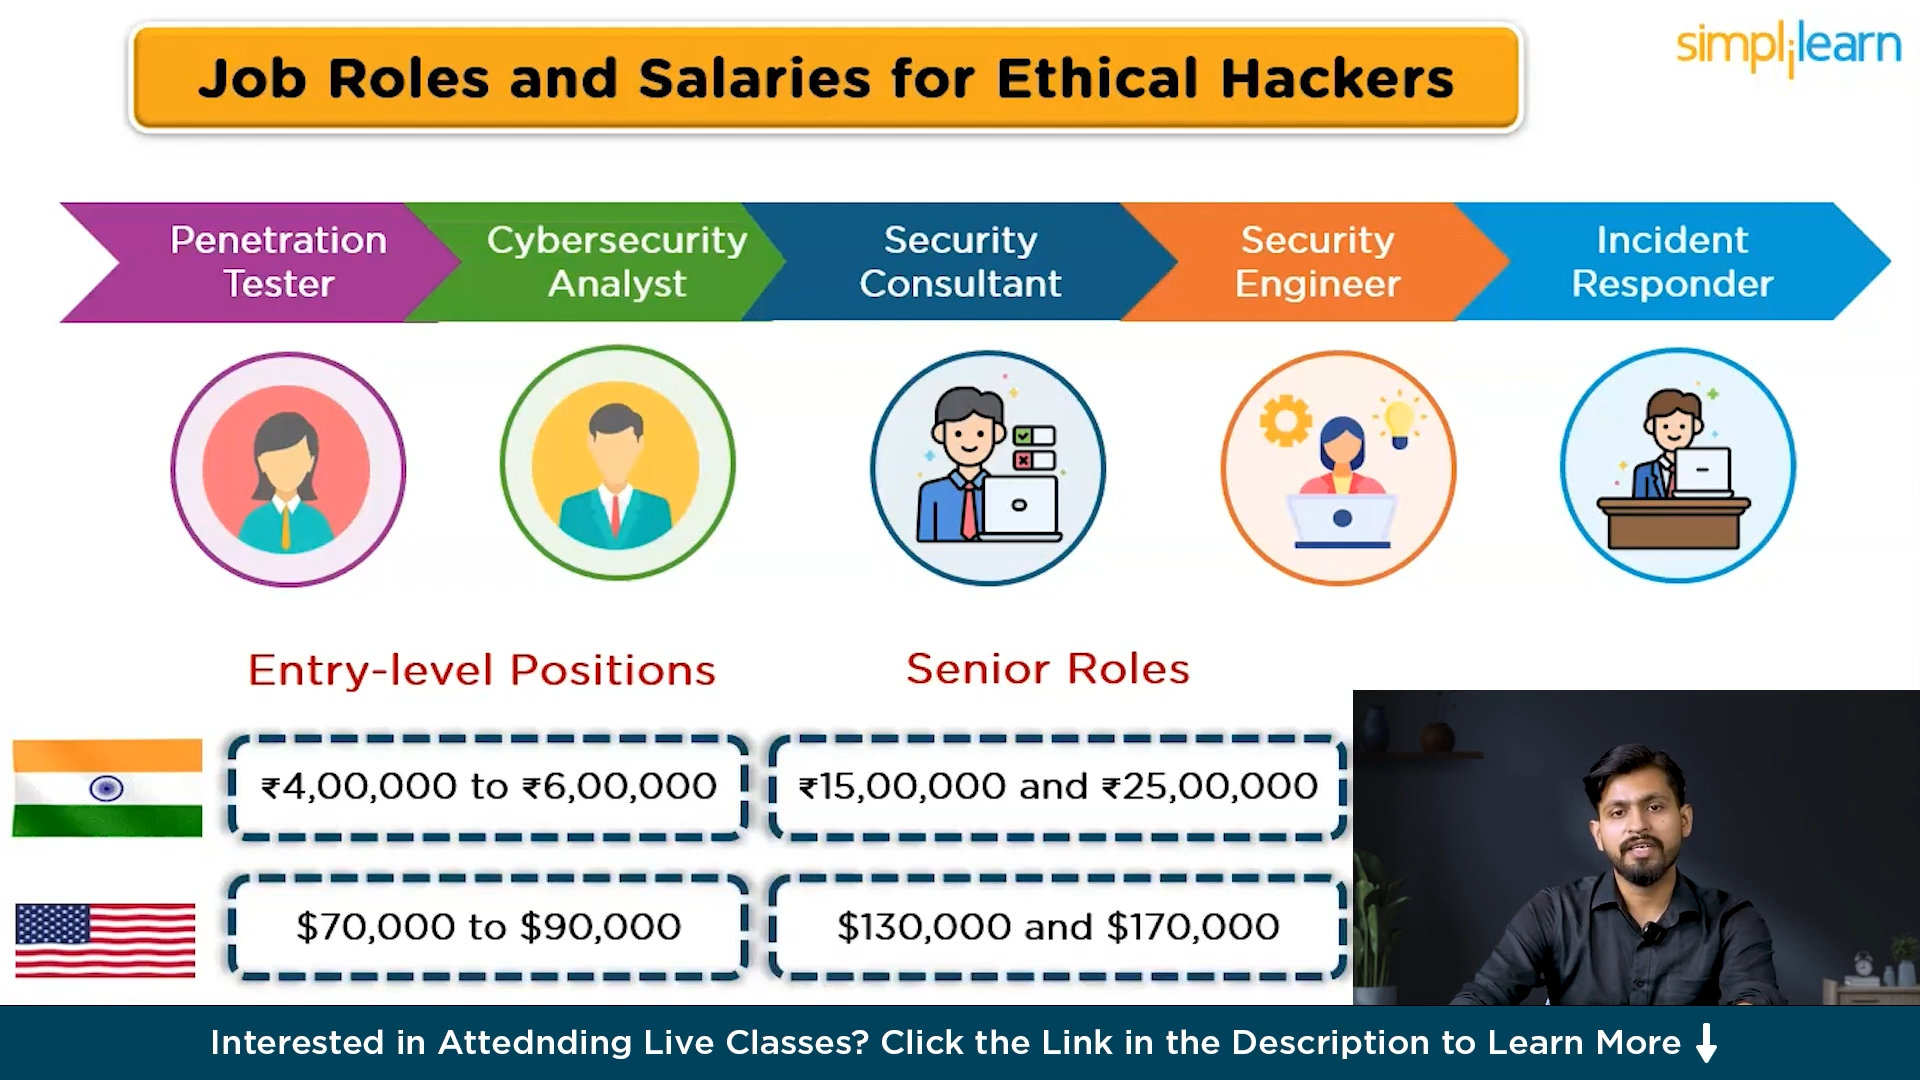 Job Roles and Salaries for Ethical Hackers
simplilearn
Penetration
Tester
Cybersecurity
Analyst
Security
Consultant
Security
Engineer
Incident
Responder
Entry-level Positions
Senior Roles
₹4,00,000 to ₹6,00,000
₹15,00,000 and ₹25,00,000
$70,000 to $90,000
$130,000 and $170,000
Interested in Attednding Live Classes? Click the Link in the Description to Learn More